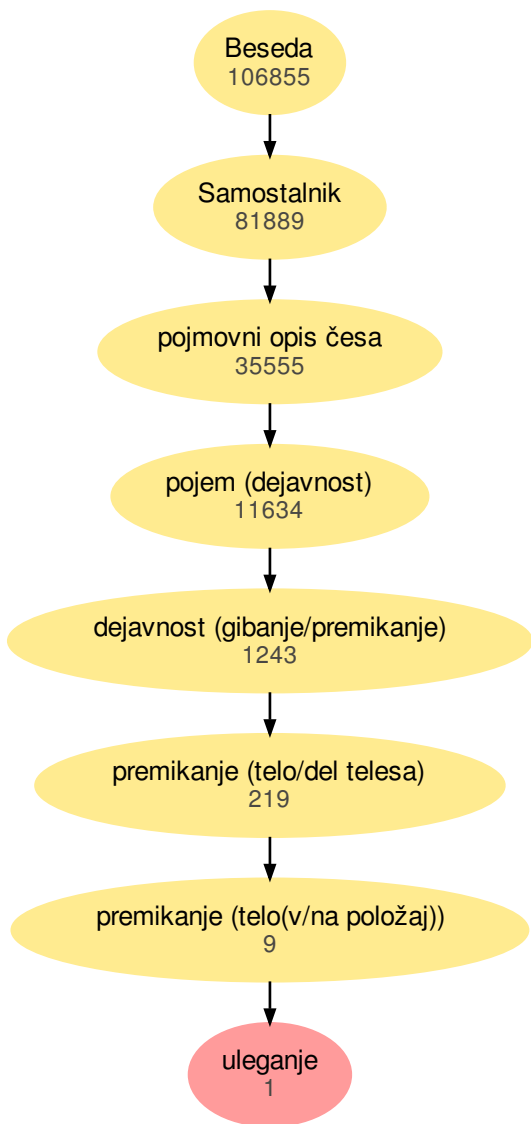 Beseda
106855
Samostalnik
81889
pojmovni opis česa
35555
pojem (dejavnost)
11634
dejavnost (gibanje/premikanje)
1243
premikanje (telo/del telesa)
219
premikanje (telo(v/na položaj))
9
uleganje
1